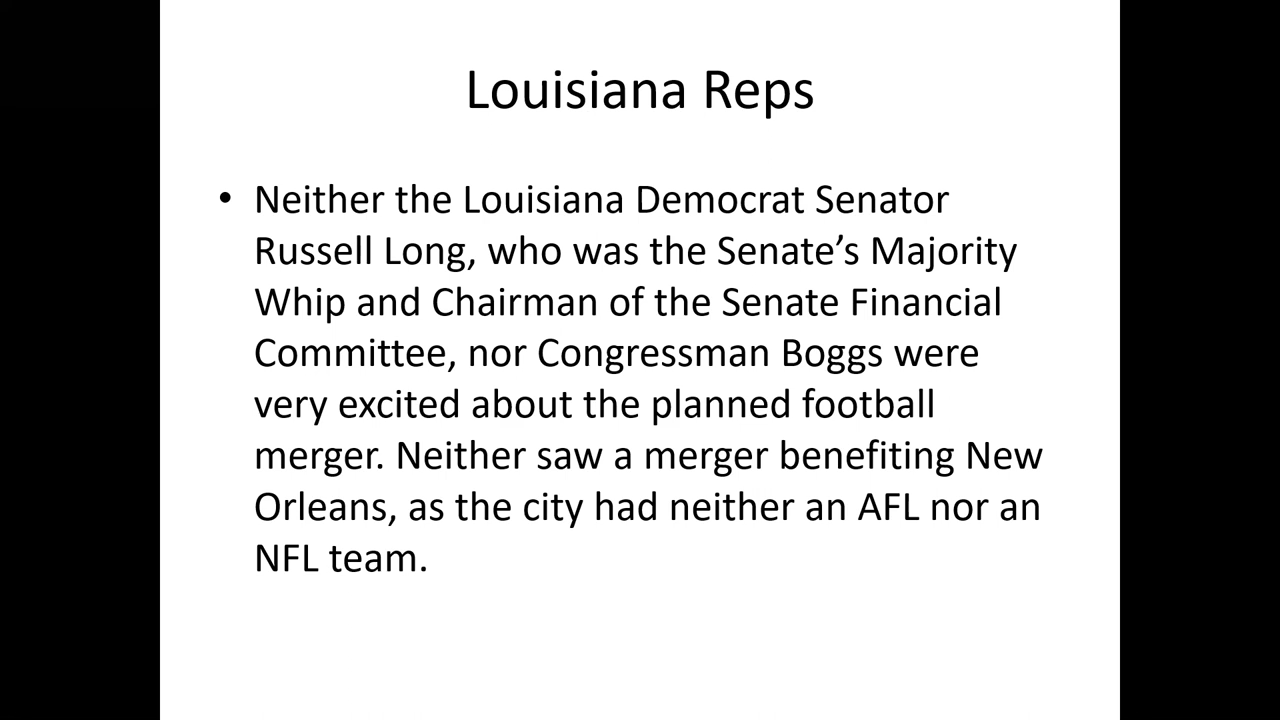 Louisiana Reps
• Neither the Louisiana Democrat Senator
Russell Long, who was the Senate’s Majority
Whip and Chairman of the Senate Financial
Committee, nor Congressman Boggs were
very excited about the planned football
merger. Neither saw a merger benefiting New
Orleans, as the city had neither an AFL nor an
NFL team.